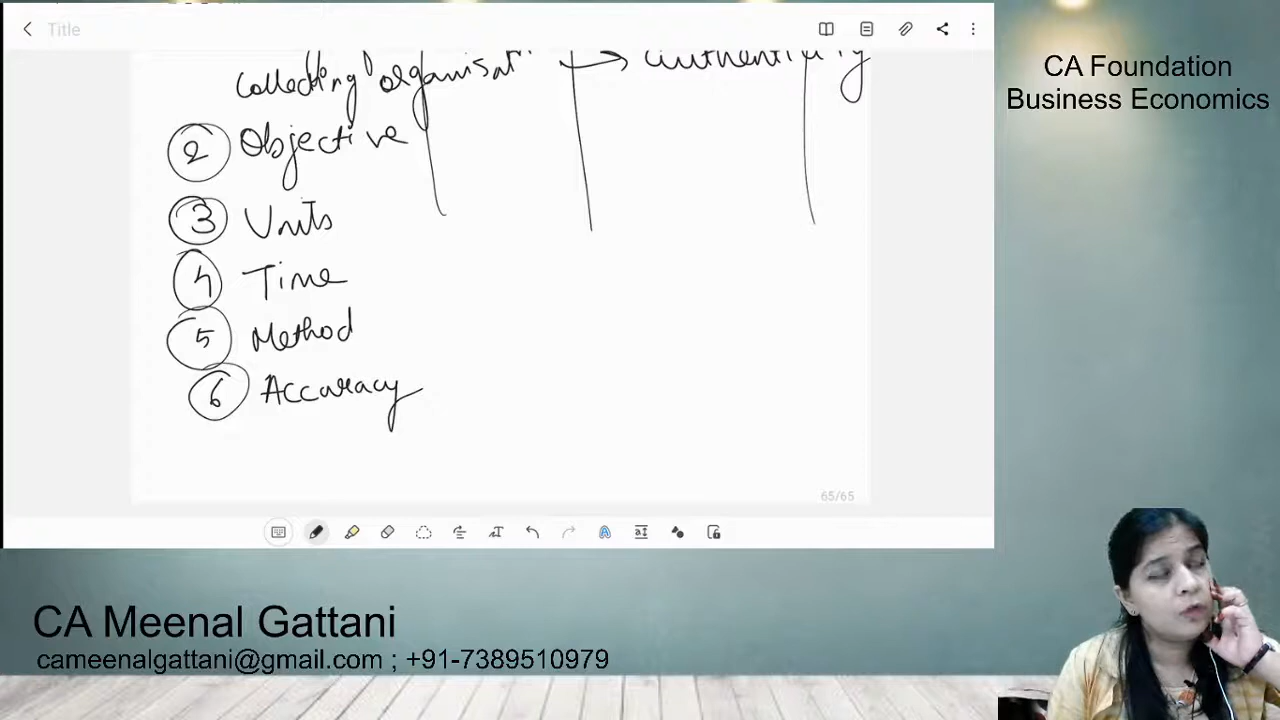 Title
CA Foundation
Business Economics
Collecting organisat → authenticity
2 Objective
3 Units
4 Time
5 Method
6 Accuracy
65/65
CA Meenal Gattani
cameenalgattani@gmail.com ; +91-7389510979